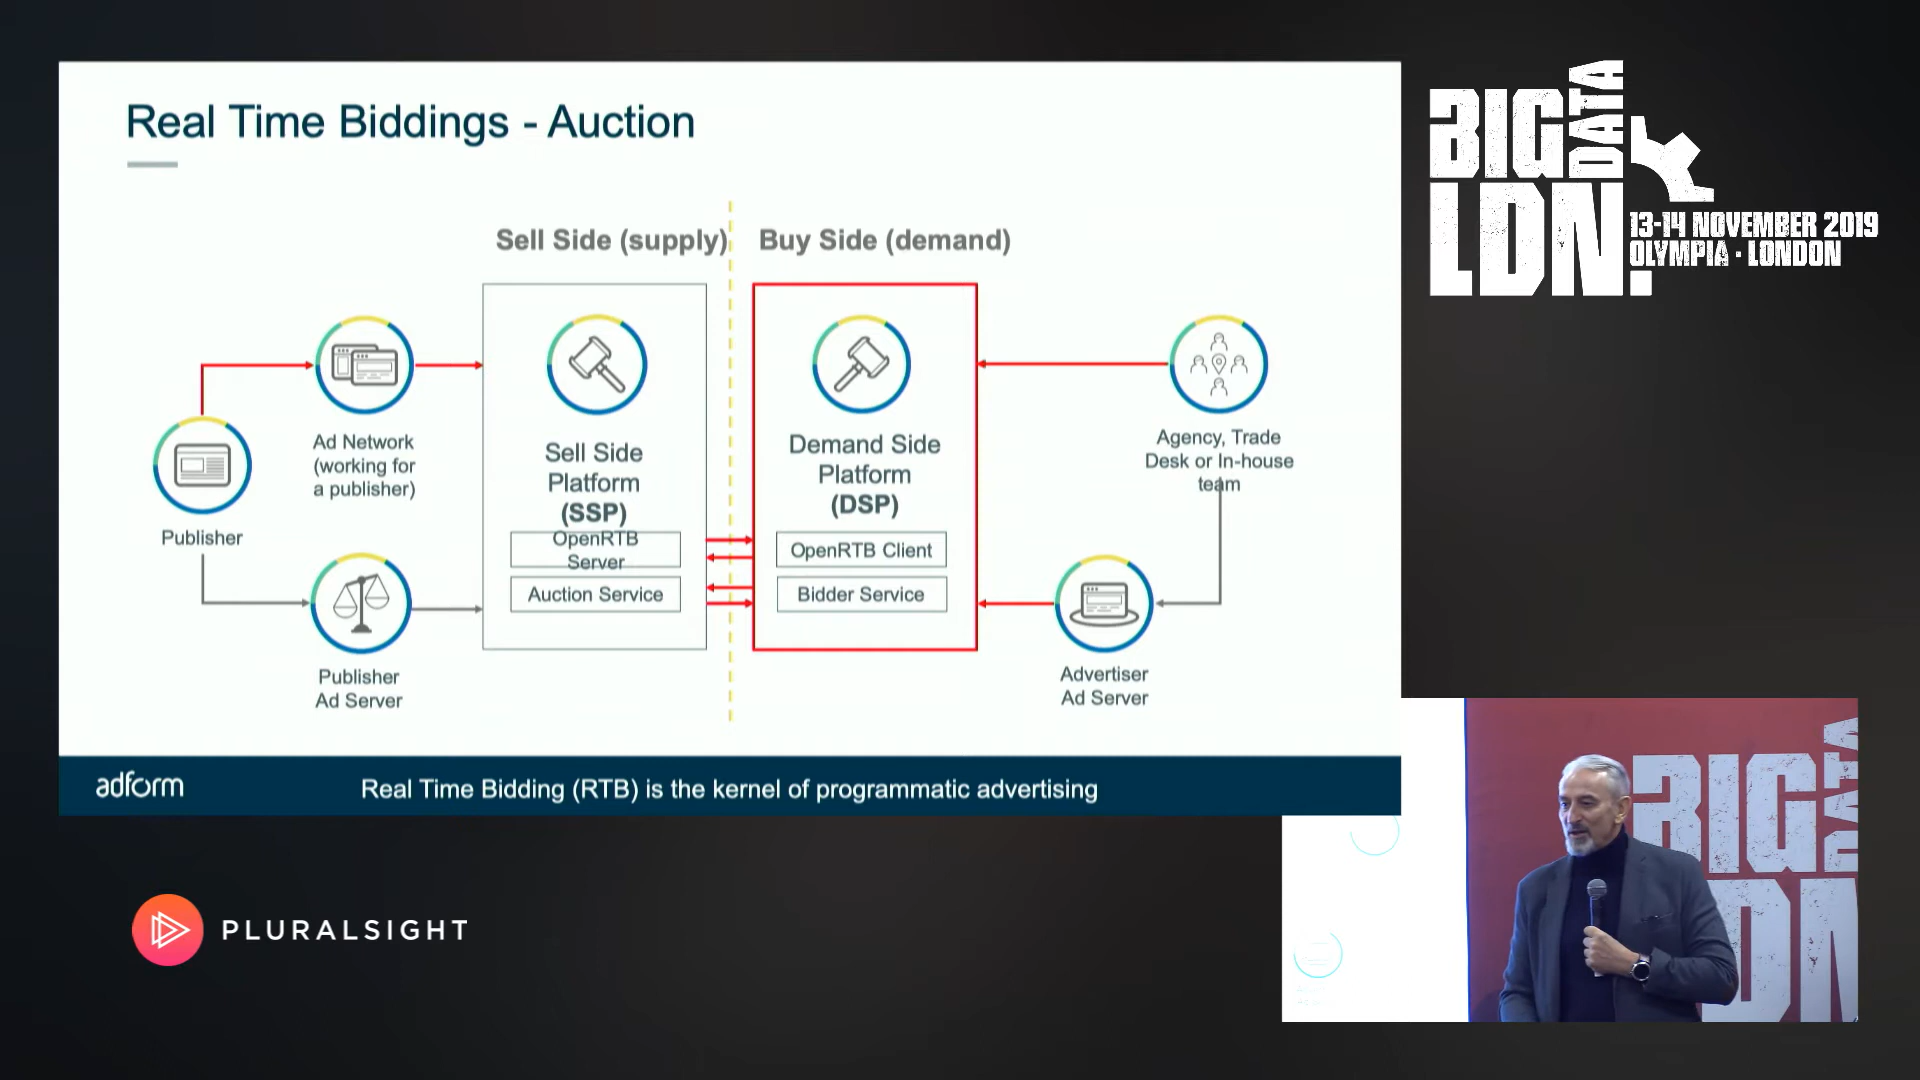 Real Time Biddings - Auction
Sell Side (supply)
Buy Side (demand)
Publisher
Ad Network
(working for
a publisher)
Publisher
Ad Server
Sell Side
Platform
(SSP)
OpenRTB
Server
Auction Service
Demand Side
Platform
(DSP)
OpenRTB Client
Bidder Service
Agency, Trade
Desk or In-house
team
Advertiser
Ad Server
adform
Real Time Bidding (RTB) is the kernel of programmatic advertising
BIG
DATA
LDN.
13-14 NOVEMBER 2019
OLYMPIA · LONDON
PLURALSIGHT
BIG
DATA